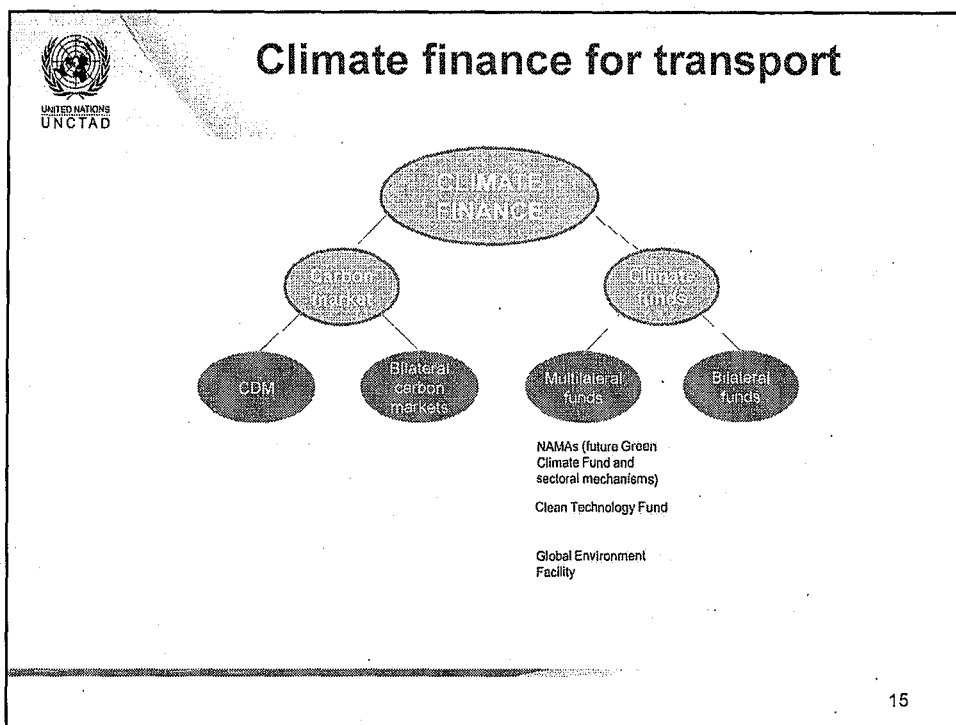 UNITED NATIONS
UNCTAD
Climate finance for transport
CLIMATE
FINANCE
Carbon
market
Climate
funds
CDM
Bilateral
carbon
markets
Multilateral
funds
Bilateral
funds
NAMAs (future Green
Climate Fund and
sectoral mechanisms)
Clean Technology Fund
Global Environment
Facility
15